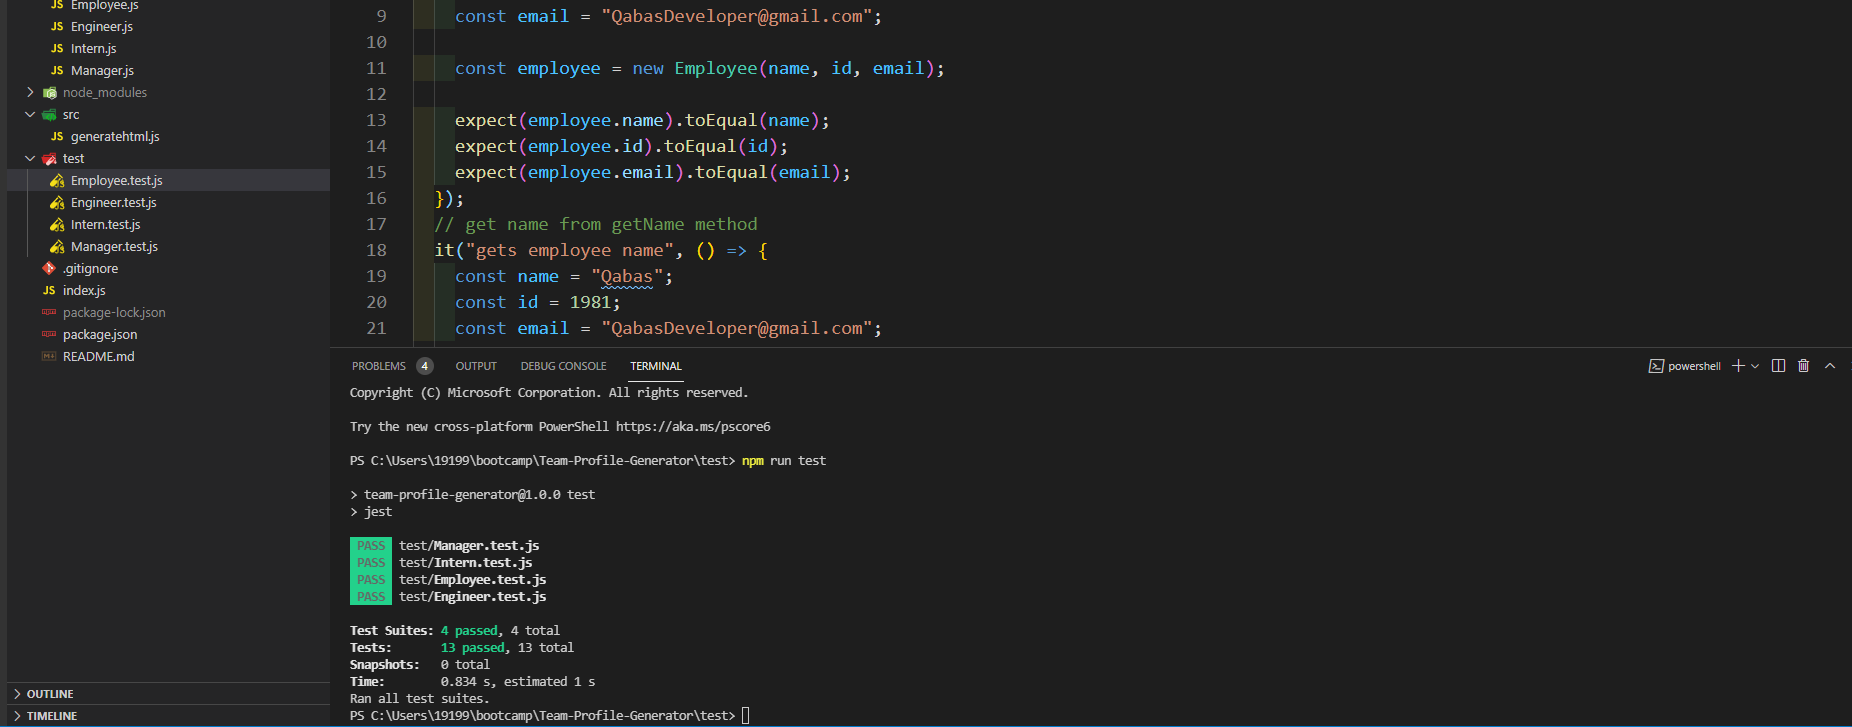 Employee.js
Engineer.js
Intern.js
Manager.js
node_modules
src
generatehtml.js
test
Employee.test.js
Engineer.test.js
Intern.test.js
Manager.test.js
.gitignore
index.js
package-lock.json
package.json
README.md
OUTLINE
TIMELINE
9 const email = "QabasDeveloper@gmail.com";
10
11 const employee = new Employee(name, id, email);
12
13 expect(employee.name).toEqual(name);
14 expect(employee.id).toEqual(id);
15 expect(employee.email).toEqual(email);
16 });
17 // get name from getName method
18 it("gets employee name", () => {
19 const name = "Qabas";
20 const id = 1981;
21 const email = "QabasDeveloper@gmail.com";
PROBLEMS 4 OUTPUT DEBUG CONSOLE TERMINAL powershell
Copyright (C) Microsoft Corporation. All rights reserved.
Try the new cross-platform PowerShell https://aka.ms/pscore6
PS C:\Users\19199\bootcamp\Team-Profile-Generator\test> npm run test
> team-profile-generator@1.0.0 test
> jest
PASS test/Manager.test.js
PASS test/Intern.test.js
PASS test/Employee.test.js
PASS test/Engineer.test.js
Test Suites: 4 passed, 4 total
Tests: 13 passed, 13 total
Snapshots: 0 total
Time: 0.834 s, estimated 1 s
Ran all test suites.
PS C:\Users\19199\bootcamp\Team-Profile-Generator\test>